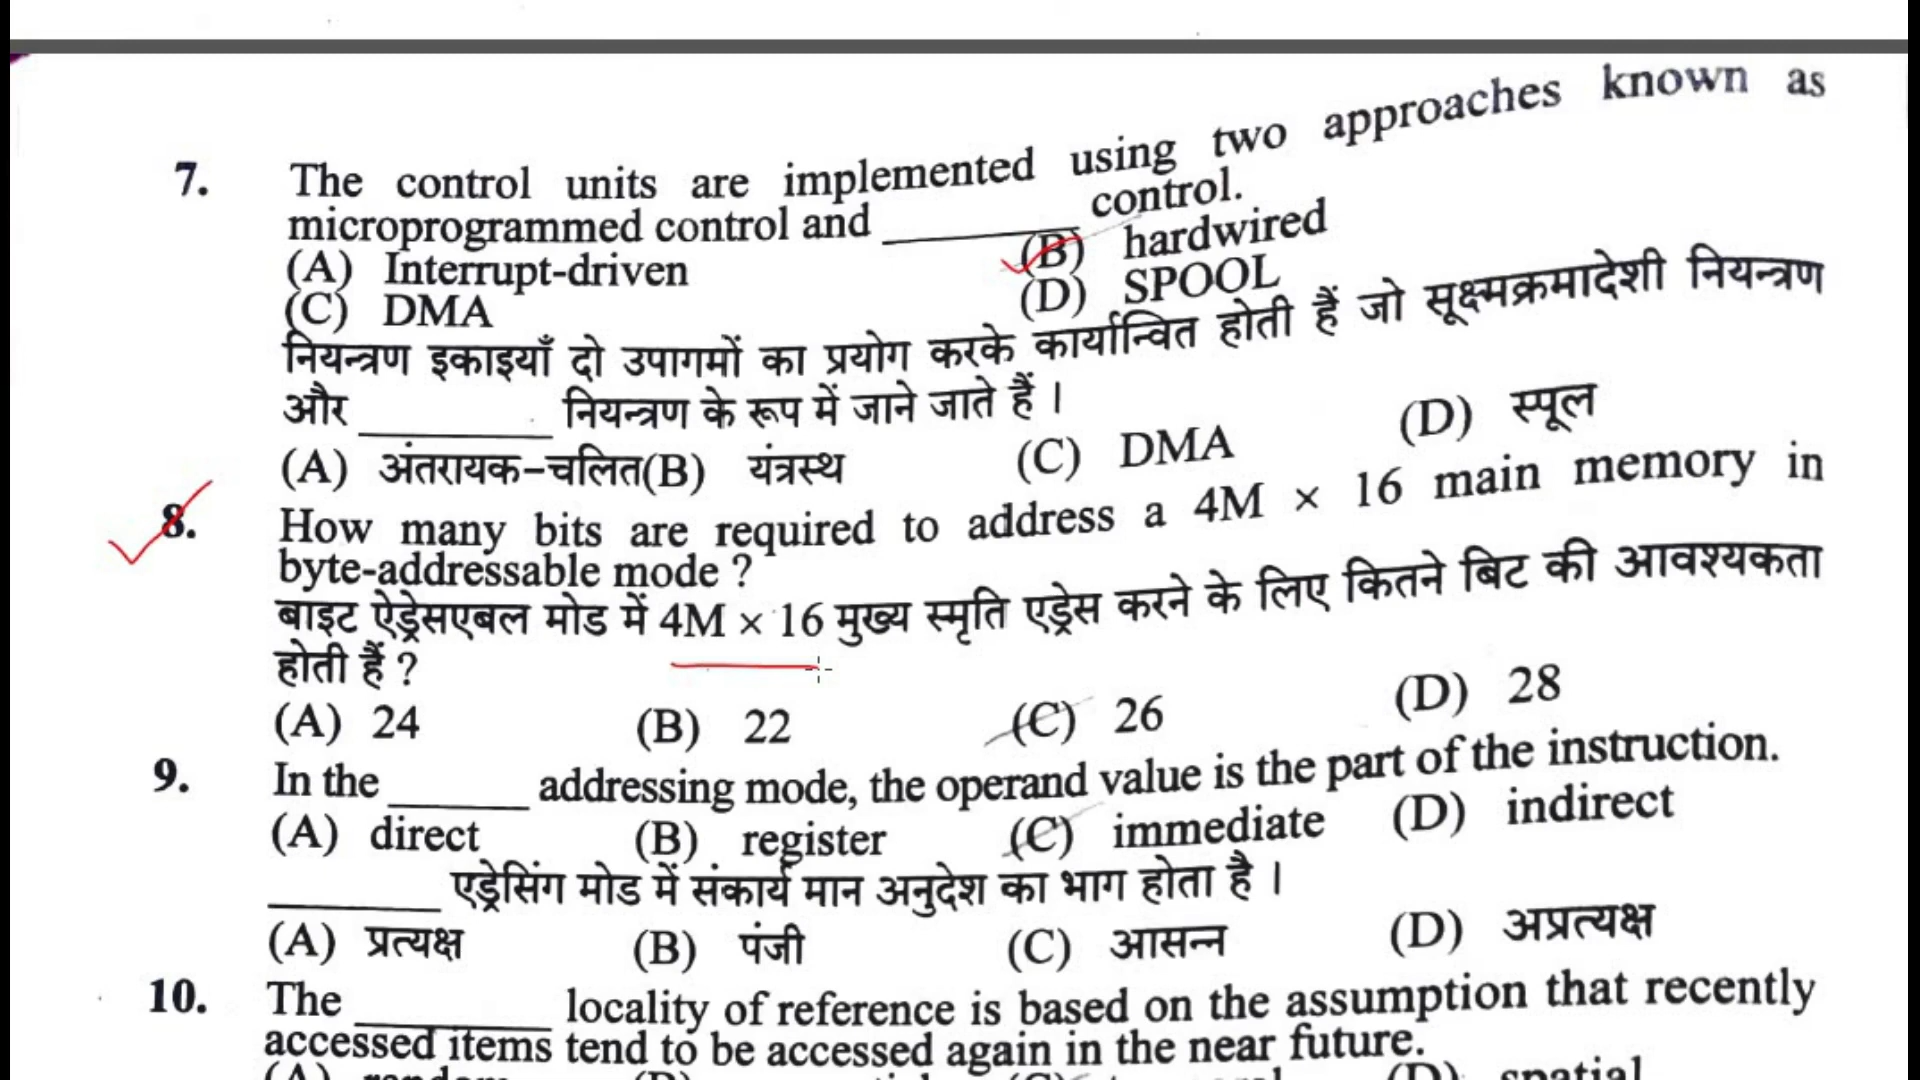 7. The control units are implemented using two approaches known as
microprogrammed control and ________ control.
(A) Interrupt-driven (B) hardwired
(C) DMA (D) SPOOL
नियन्त्रण इकाइयाँ दो उपागमों का प्रयोग करके कार्यान्वित होती हैं जो सूक्ष्मक्रमादेशी नियन्त्रण
और ________ नियन्त्रण के रूप में जाने जाते हैं ।
(A) अंतरायक-चलित(B) यंत्रस्थ (C) DMA (D) स्पूल
8. How many bits are required to address a 4M × 16 main memory in
byte-addressable mode ?
बाइट ऐड्रेसएबल मोड में 4M × 16 मुख्य स्मृति एड्रेस करने के लिए कितने बिट की आवश्यकता
होती हैं ?
(A) 24 (B) 22 (C) 26 (D) 28
9. In the ______ addressing mode, the operand value is the part of the instruction.
(A) direct (B) register (C) immediate (D) indirect
________ एड्रेसिंग मोड में संकार्य मान अनुदेश का भाग होता है ।
(A) प्रत्यक्ष (B) पंजी (C) आसन्न (D) अप्रत्यक्ष
10. The ________ locality of reference is based on the assumption that recently
accessed items tend to be accessed again in the near future.
(A) random (B) (C) (D) spatial